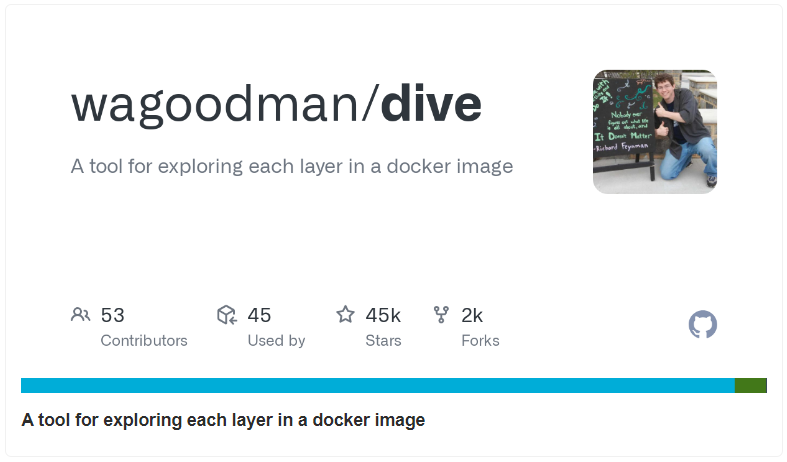 wagoodman/dive
A tool for exploring each layer in a docker image
Nobody ever
figures out what life
is all about, and
It Doesn't Matter
-Richard Feynman
53
Contributors
45
Used by
45k
Stars
2k
Forks
A tool for exploring each layer in a docker image